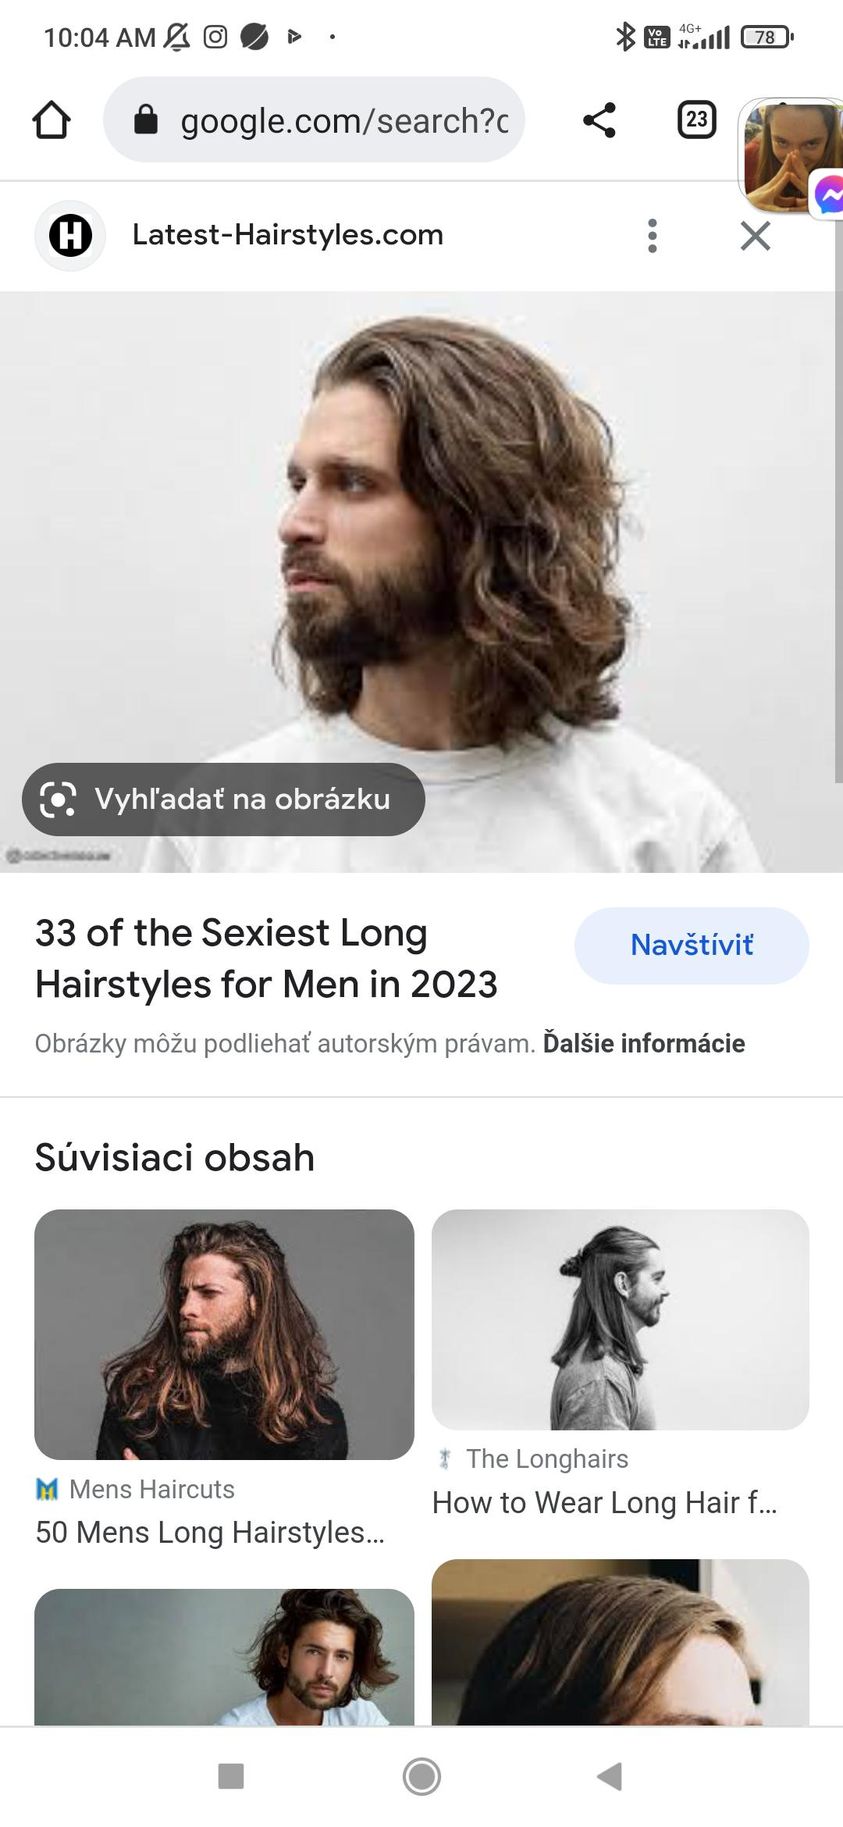 10:04 AM
Vo LTE 4G+ 78
google.com/search?c
23
H Latest-Hairstyles.com
Vyhľadať na obrázku
33 of the Sexiest Long
Hairstyles for Men in 2023
Navštíviť
Obrázky môžu podliehať autorským právam. Ďalšie informácie
Súvisiaci obsah
Mens Haircuts
50 Mens Long Hairstyles...
The Longhairs
How to Wear Long Hair f...